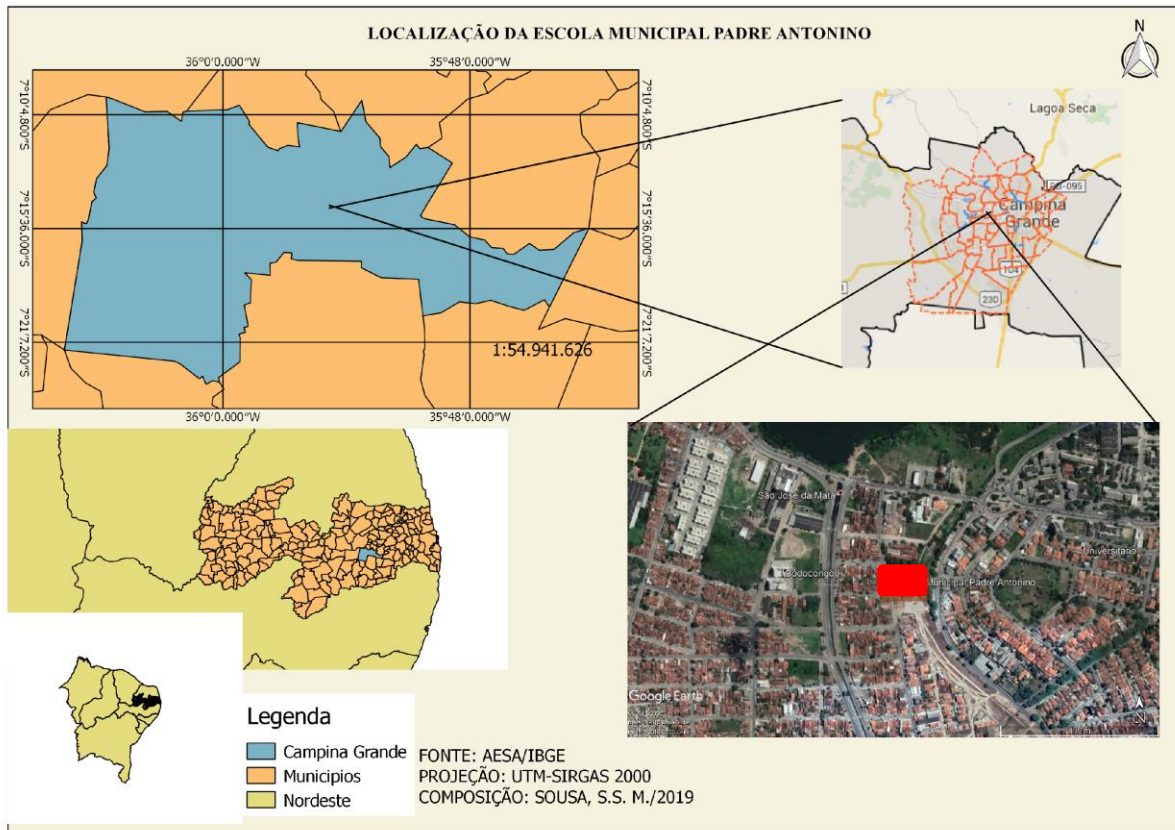 LOCALIZAÇÃO DA ESCOLA MUNICIPAL PADRE ANTONINO
N
36°0'0.000"W
35°48'0.000"W
7°10'4.800"S
7°10'4.800"S
7°15'36.000"S
7°15'36.000"S
7°21'7.200"S
7°21'7.200"S
1:54.941.626
36°0'0.000"W
35°48'0.000"W
Lagoa Seca
Campina
Grande
104
230
São José da Mata
Bodocongó
Universitário
Municipal Padre Antonino
Google Earth
N
Legenda
Campina Grande
Municipios
Nordeste
FONTE: AESA/IBGE
PROJEÇÃO: UTM-SIRGAS 2000
COMPOSIÇÃO: SOUSA, S.S. M./2019